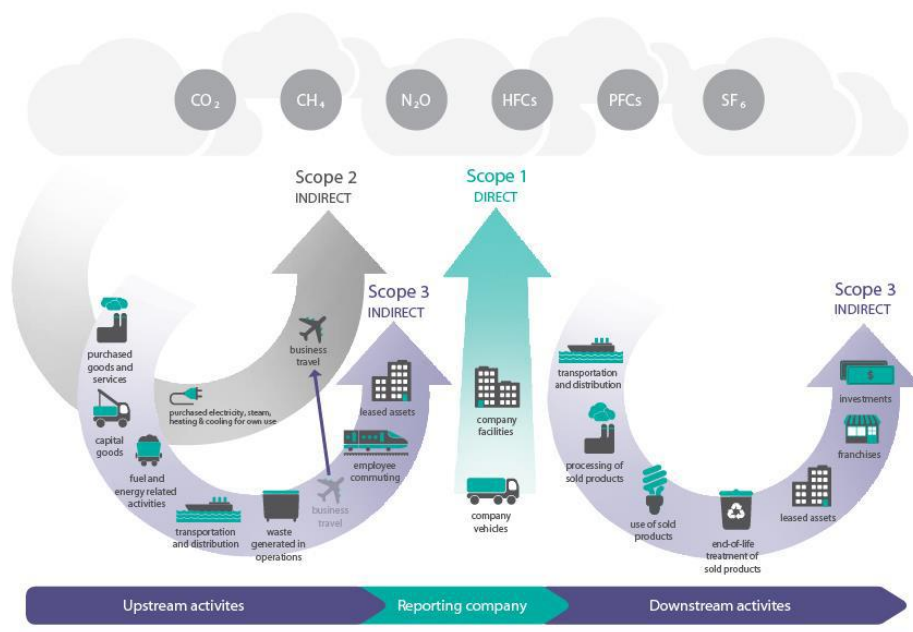 CO₂
CH₄
N₂O
HFCs
PFCs
SF₆
Scope 2
INDIRECT
Scope 1
DIRECT
Scope 3
INDIRECT
Scope 3
INDIRECT
purchased
goods and
services
capital
goods
fuel and
energy related
activities
transportation
and distribution
waste
generated in
operations
business
travel
employee
commuting
leased assets
purchased electricity, steam,
heating & cooling for own use
business
travel
company
facilities
company
vehicles
transportation
and distribution
processing of
sold products
use of sold
products
end-of-life
treatment of
sold products
leased assets
franchises
investments
$
Upstream activites
Reporting company
Downstream activites